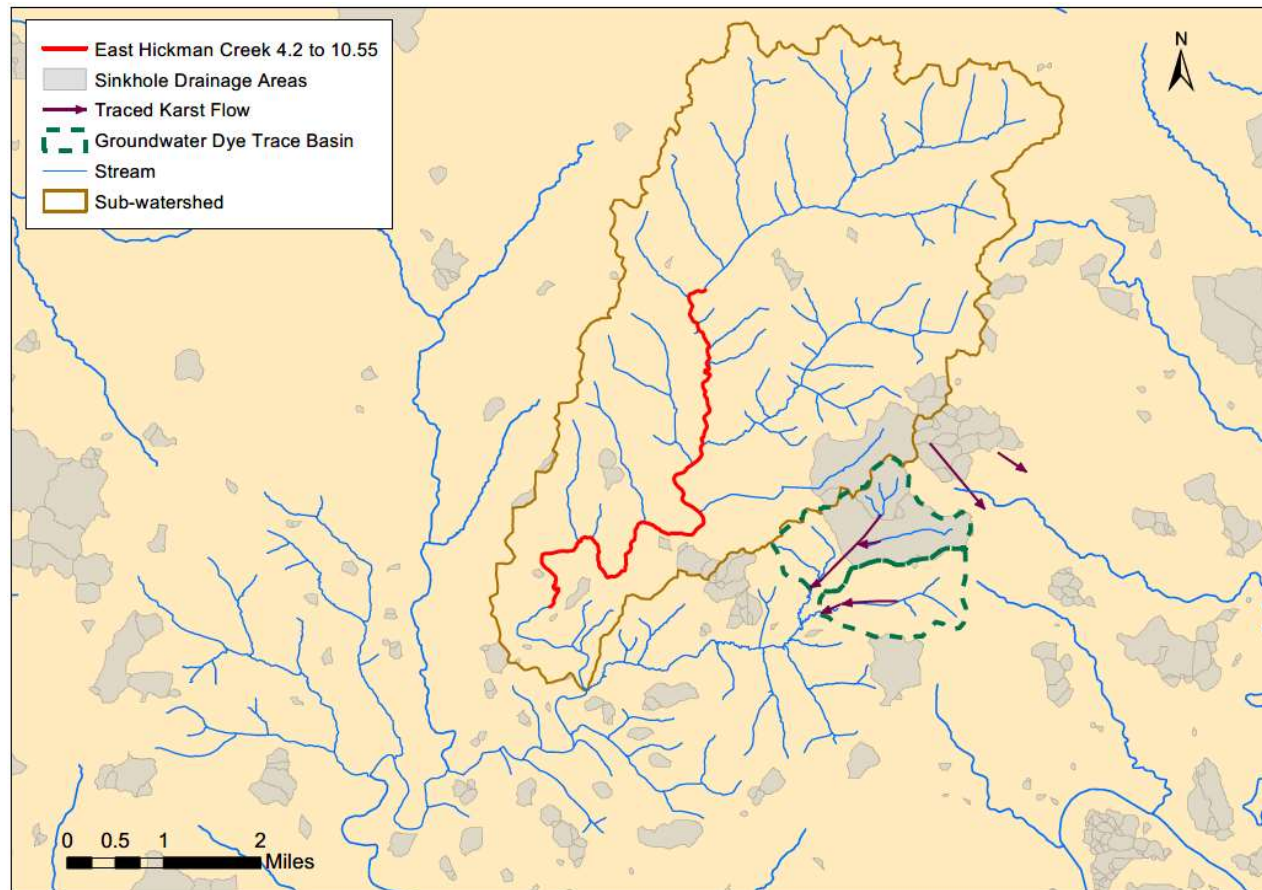 East Hickman Creek 4.2 to 10.55
Sinkhole Drainage Areas
Traced Karst Flow
Groundwater Dye Trace Basin
Stream
Sub-watershed
N
0 0.5 1 2
Miles